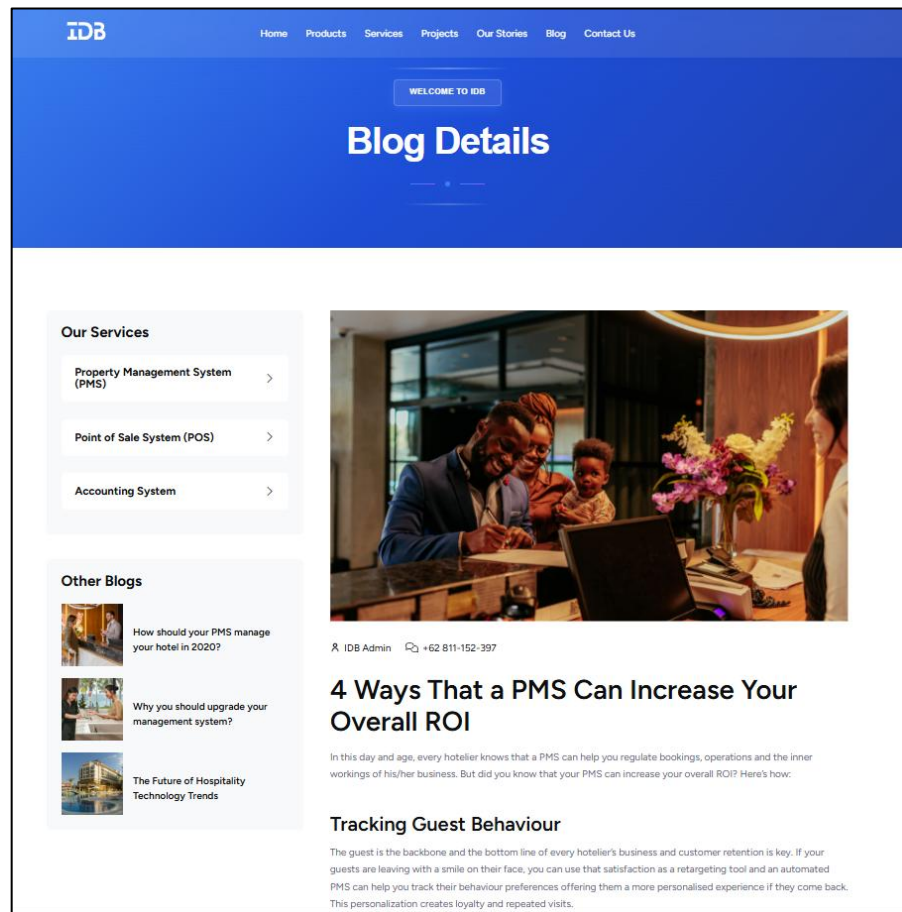 IDB
Home Products Services Projects Our Stories Blog Contact Us
WELCOME TO IDB
Blog Details
Our Services
Property Management System
(PMS)
Point of Sale System (POS)
Accounting System
Other Blogs
How should your PMS manage
your hotel in 2020?
Why you should upgrade your
management system?
The Future of Hospitality
Technology Trends
IDB Admin +62 811-152-397
4 Ways That a PMS Can Increase Your
Overall ROI
In this day and age, every hotelier knows that a PMS can help you regulate bookings, operations and the inner
workings of his/her business. But did you know that your PMS can increase your overall ROI? Here's how:
Tracking Guest Behaviour
The guest is the backbone and the bottom line of every hotelier's business and customer retention is key. If your
guests are leaving with a smile on their face, you can use that satisfaction as a retargeting tool and an automated
PMS can help you track their behaviour preferences offering them a more personalised experience if they come back.
This personalization creates loyalty and repeated visits.